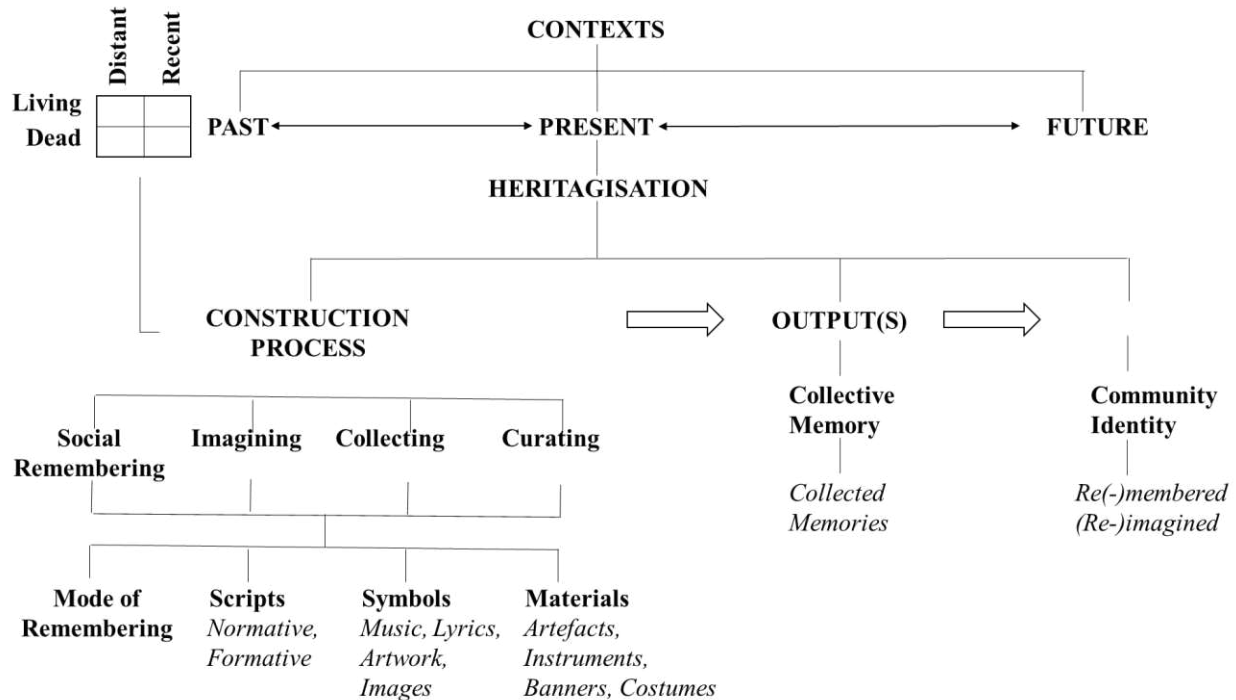 CONTEXTS
Distant
Recent
Living
Dead
PAST
PRESENT
FUTURE
HERITAGISATION
CONSTRUCTION
PROCESS
OUTPUT(S)
Collective
Memory
Community
Identity
Social
Remembering
Imagining
Collecting
Curating
Collected
Memories
Re(-)membered
(Re-)imagined
Mode of
Remembering
Scripts
Normative,
Formative
Symbols
Music, Lyrics,
Artwork,
Images
Materials
Artefacts,
Instruments,
Banners, Costumes